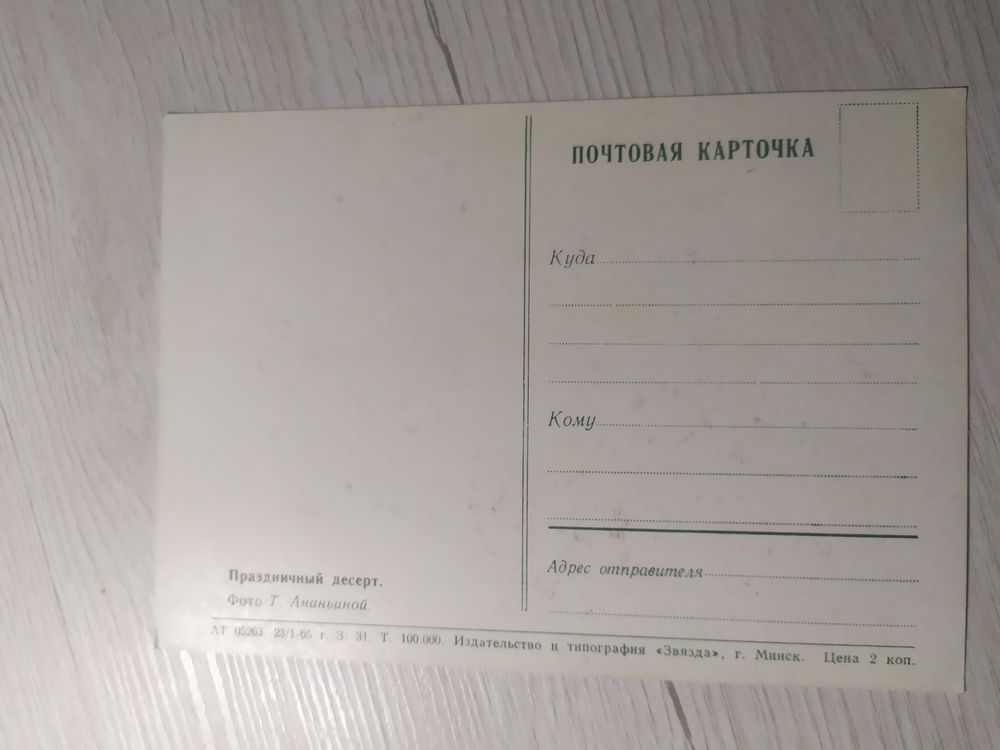 ПОЧТОВАЯ КАРТОЧКА
Куда
Кому
Адрес отправителя
Праздничный десерт.
Фото Т. Ананьиной.
АТ 05263. 23/I-65 г. З. 31. Т. 100.000. Издательство и типография «Звязда», г. Минск. Цена 2 коп.